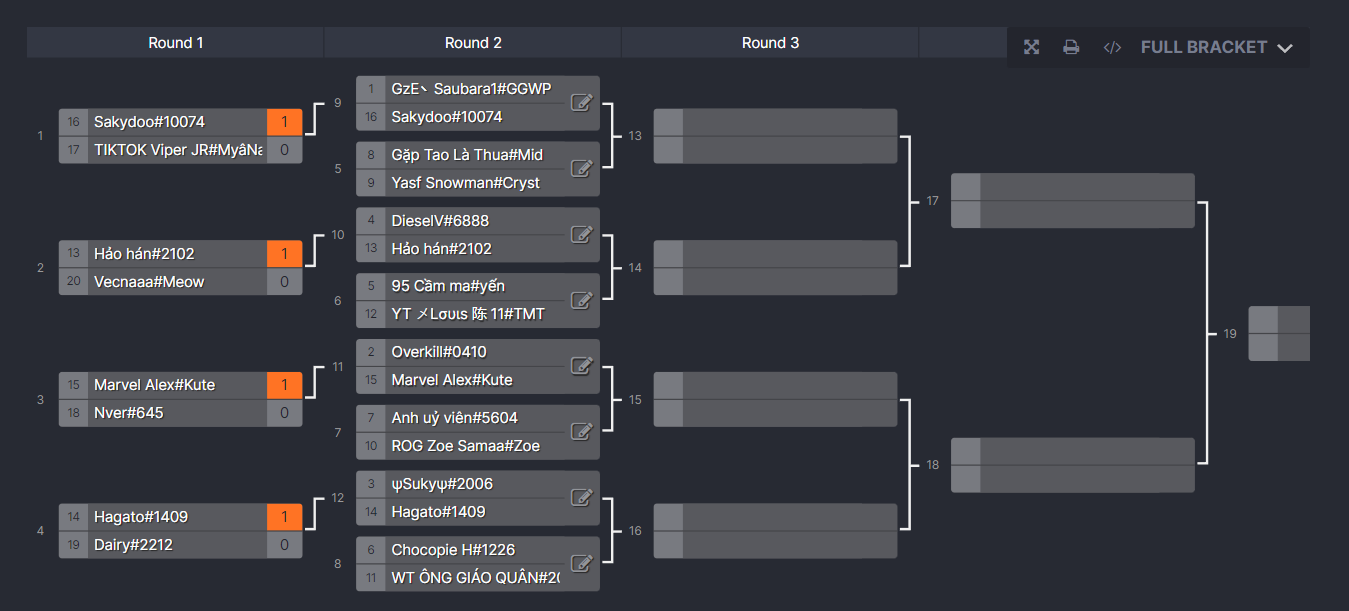 Round 1
Round 2
Round 3
</> FULL BRACKET
1
16 Sakydoo#10074 1
17 TIKTOK Viper JR#MyâNa 0
2
13 Hảo hán#2102 1
20 Vecnaaa#Meow 0
3
15 Marvel Alex#Kute 1
18 Nver#645 0
4
14 Hagato#1409 1
19 Dairy#2212 0
9
1 GzE丶Saubara1#GGWP
16 Sakydoo#10074
5
8 Gặp Tao Là Thua#Mid
9 Yasf Snowman#Cryst
10
4 DieselV#6888
13 Hảo hán#2102
6
5 95 Cầm ma#yến
12 YT メLσυιs 陈 11#TMT
11
2 Overkill#0410
15 Marvel Alex#Kute
7
7 Anh uỷ viên#5604
10 ROG Zoe Samaa#Zoe
12
3 ψSukyψ#2006
14 Hagato#1409
8
6 Chocopie H#1226
11 WT ÔNG GIÁO QUÂN#20
13
14
15
16
17
18
19